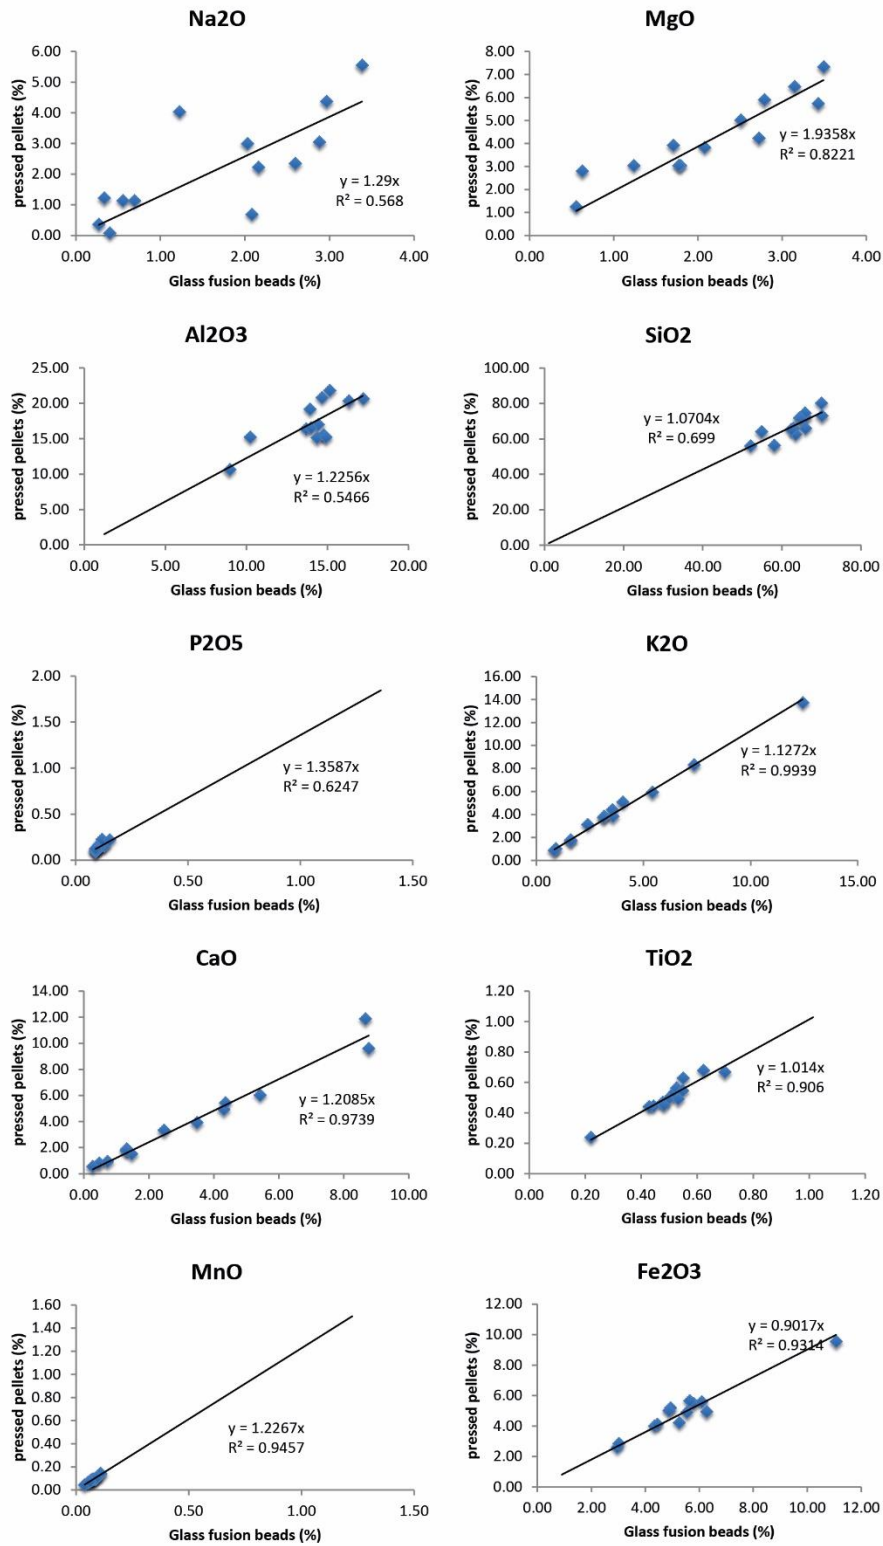 Na2O
pressed pellets (%)
6.00
5.00
4.00
3.00
2.00
1.00
0.00
y = 1.29x
R² = 0.568
0.00 1.00 2.00 3.00 4.00
Glass fusion beads (%)
MgO
pressed pellets (%)
8.00
7.00
6.00
5.00
4.00
3.00
2.00
1.00
0.00
y = 1.9358x
R² = 0.8221
0.00 1.00 2.00 3.00 4.00
Glass fusion beads (%)
Al2O3
pressed pellets (%)
25.00
20.00
15.00
10.00
5.00
0.00
y = 1.2256x
R² = 0.5466
0.00 5.00 10.00 15.00 20.00
Glass fusion beads (%)
SiO2
pressed pellets (%)
100.00
80.00
60.00
40.00
20.00
0.00
y = 1.0704x
R² = 0.699
0.00 20.00 40.00 60.00 80.00
Glass fusion beads (%)
P2O5
pressed pellets (%)
2.00
1.50
1.00
0.50
0.00
y = 1.3587x
R² = 0.6247
0.00 0.50 1.00 1.50
Glass fusion beads (%)
K2O
pressed pellets (%)
16.00
14.00
12.00
10.00
8.00
6.00
4.00
2.00
0.00
y = 1.1272x
R² = 0.9939
0.00 5.00 10.00 15.00
Glass fusion beads (%)
CaO
pressed pellets (%)
14.00
12.00
10.00
8.00
6.00
4.00
2.00
0.00
y = 1.2085x
R² = 0.9739
0.00 2.00 4.00 6.00 8.00 10.00
Glass fusion beads (%)
TiO2
pressed pellets (%)
1.20
1.00
0.80
0.60
0.40
0.20
0.00
y = 1.014x
R² = 0.906
0.00 0.20 0.40 0.60 0.80 1.00 1.20
Glass fusion beads (%)
MnO
pressed pellets (%)
1.60
1.40
1.20
1.00
0.80
0.60
0.40
0.20
0.00
y = 1.2267x
R² = 0.9457
0.00 0.50 1.00 1.50
Glass fusion beads (%)
Fe2O3
pressed pellets (%)
12.00
10.00
8.00
6.00
4.00
2.00
0.00
y = 0.9017x
R² = 0.9314
0.00 2.00 4.00 6.00 8.00 10.00 12.00
Glass fusion beads (%)